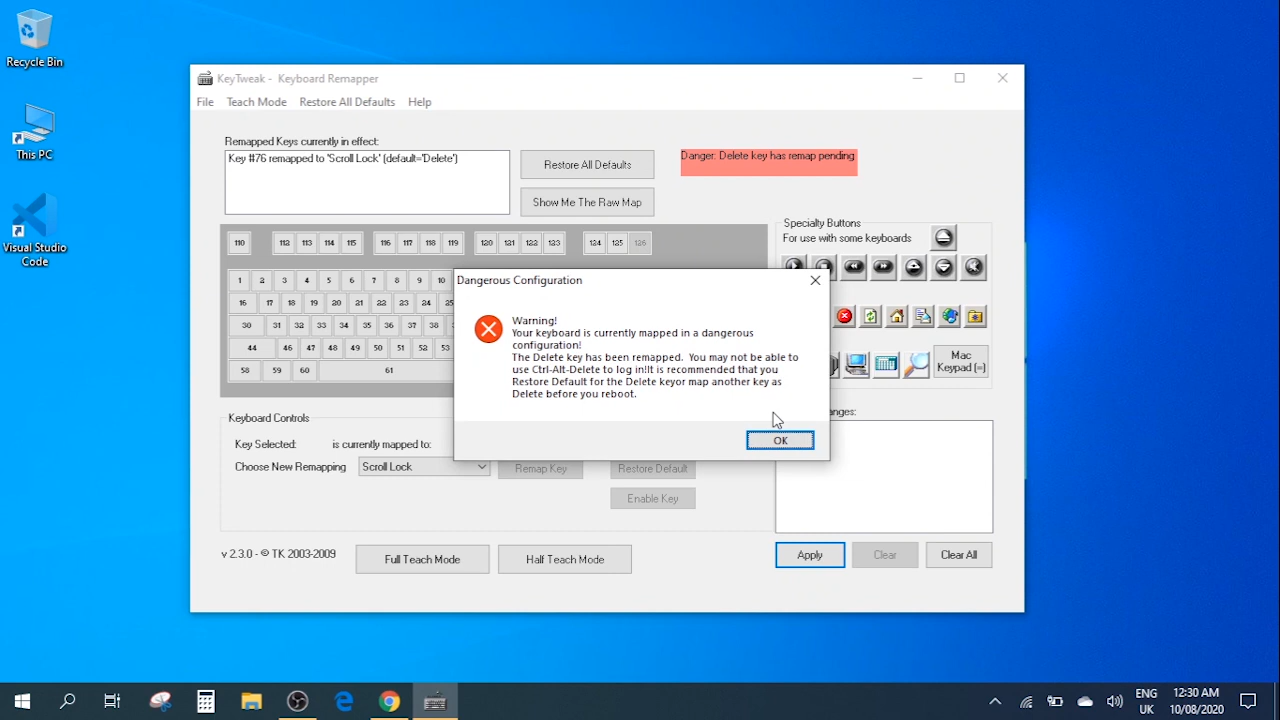 Recycle Bin
This PC
Visual Studio
Code
KeyTweak - Keyboard Remapper
File Teach Mode Restore All Defaults Help
Remapped Keys currently in effect:
Key #76 remapped to 'Scroll Lock' (default='Delete')
Restore All Defaults
Show Me The Raw Map
Danger: Delete key has remap pending
Specialty Buttons
For use with some keyboards
110 112 113 114 115 116 117 118 119 120 121 122 123 124 125 126
1 2 3 4 5 6 7 8 9 10
16 17 18 19 20 21 22 23 24 25
30 31 32 33 34 35 36 37 38
44 46 47 48 49 50 51 52 53
58 59 60 61
Mac
Keypad (=)
Dangerous Configuration
Warning!
Your keyboard is currently mapped in a dangerous
configuration!
The Delete key has been remapped. You may not be able to
use Ctrl-Alt-Delete to log in!It is recommended that you
Restore Default for the Delete keyor map another key as
Delete before you reboot.
OK
anges:
Keyboard Controls
Key Selected: is currently mapped to:
Choose New Remapping Scroll Lock Remap Key Restore Default
Enable Key
v 2.3.0 - © TK 2003-2009
Full Teach Mode Half Teach Mode
Apply Clear Clear All
ENG
UK
12:30 AM
10/08/2020